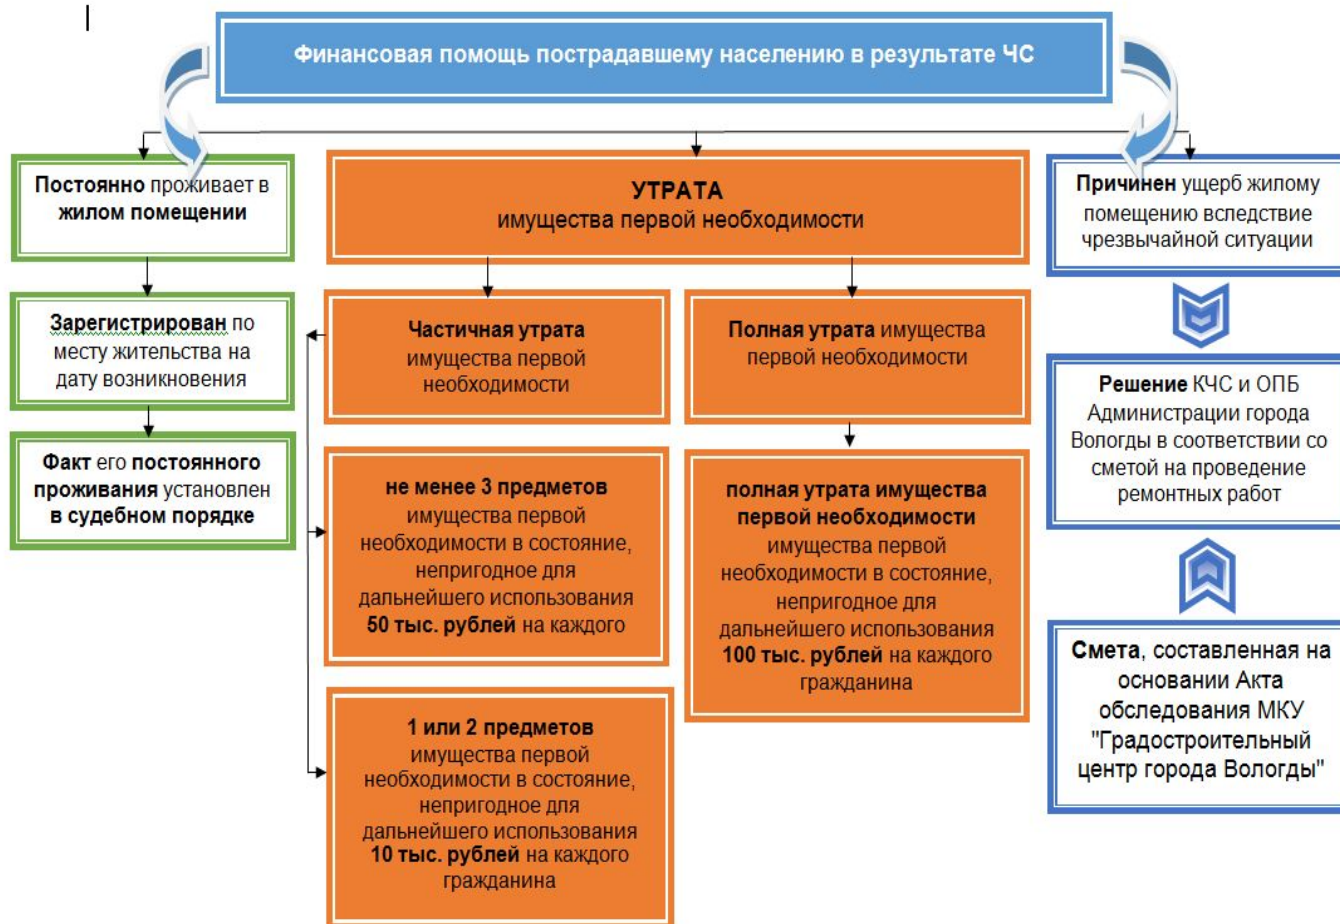 Финансовая помощь пострадавшему населению в результате ЧС
Постоянно проживает в
жилом помещении
Зарегистрирован по
месту жительства на
дату возникновения
Факт его постоянного
проживания установлен
в судебном порядке
УТРАТА
имущества первой необходимости
Частичная утрата
имущества первой
необходимости
не менее 3 предметов
имущества первой
необходимости в состояние,
непригодное для
дальнейшего использования
50 тыс. рублей на каждого
1 или 2 предметов
имущества первой
необходимости в состояние,
непригодное для
дальнейшего использования
10 тыс. рублей на каждого
гражданина
Полная утрата имущества
первой необходимости
полная утрата имущества
первой необходимости
имущества первой
необходимости в состояние,
непригодное для
дальнейшего использования
100 тыс. рублей на каждого
гражданина
Причинен ущерб жилому
помещению вследствие
чрезвычайной ситуации
Решение КЧС и ОПБ
Администрации города
Вологды в соответствии со
сметой на проведение
ремонтных работ
Смета, составленная на
основании Акта
обследования МКУ
"Градостроительный
центр города Вологды"